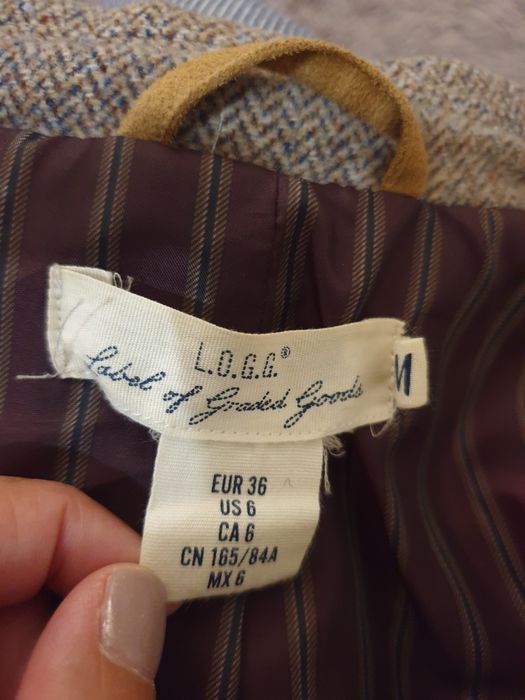 L.O.G.G.®
Label of Graded Goods
EUR 36
US 6
CA 6
CN 165/84A
MX 6